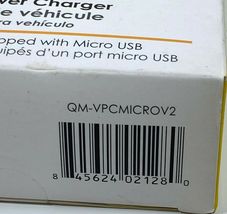 er Charger
e véhicule
ra vehículo
pped with Micro USB
uipés d'un port micro USB
QM-VPCMICROV2
8 45624 02128 0